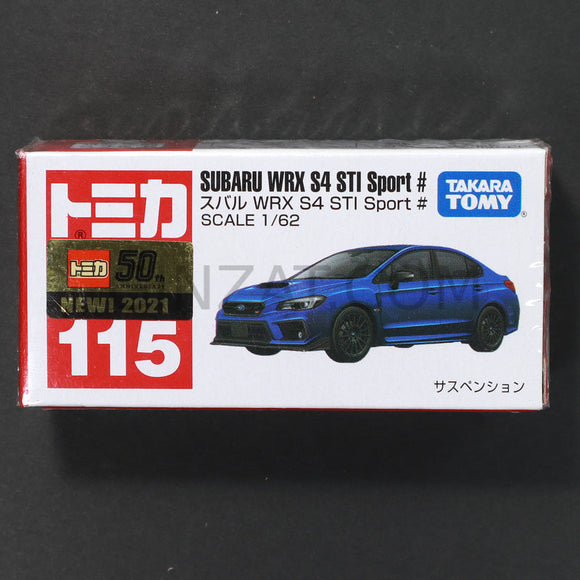 トミカ
®
トミカ 50th
ANNIVERSARY
NEW! 2021
115
SUBARU WRX S4 STI Sport #
スバル WRX S4 STI Sport #
SCALE 1/62
TAKARA
TOMY
®
サスペンション